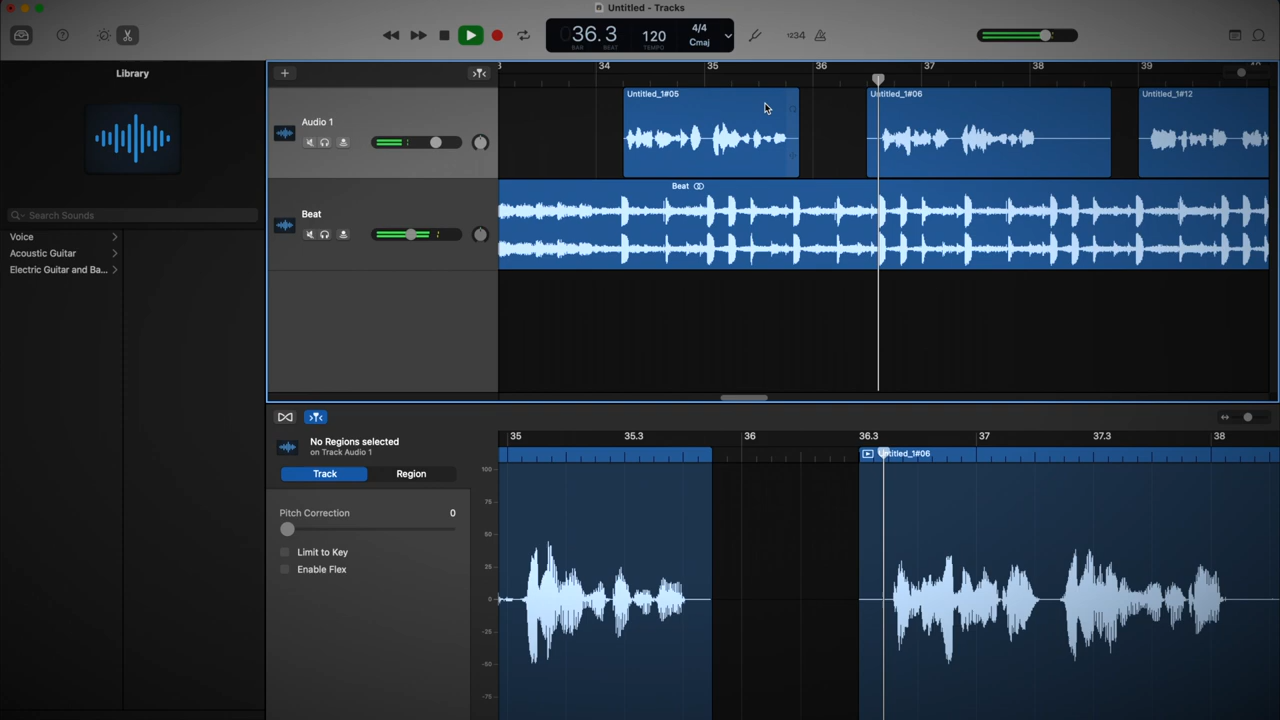 Untitled - Tracks
36.3
BAR BEAT
120
TEMPO
4/4
Cmaj
1234
Library
Search Sounds
Voice
Acoustic Guitar
Electric Guitar and Ba...
34 35 36 37 38 39
Audio 1
Untitled_1#05
Untitled_1#06
Untitled_1#12
Beat
Beat
No Regions selected
on Track Audio 1
Track
Region
Pitch Correction 0
Limit to Key
Enable Flex
35 35.3 36 36.3 37 37.3 38
Untitled_1#06
100
75
50
25
0
-25
-50
-75